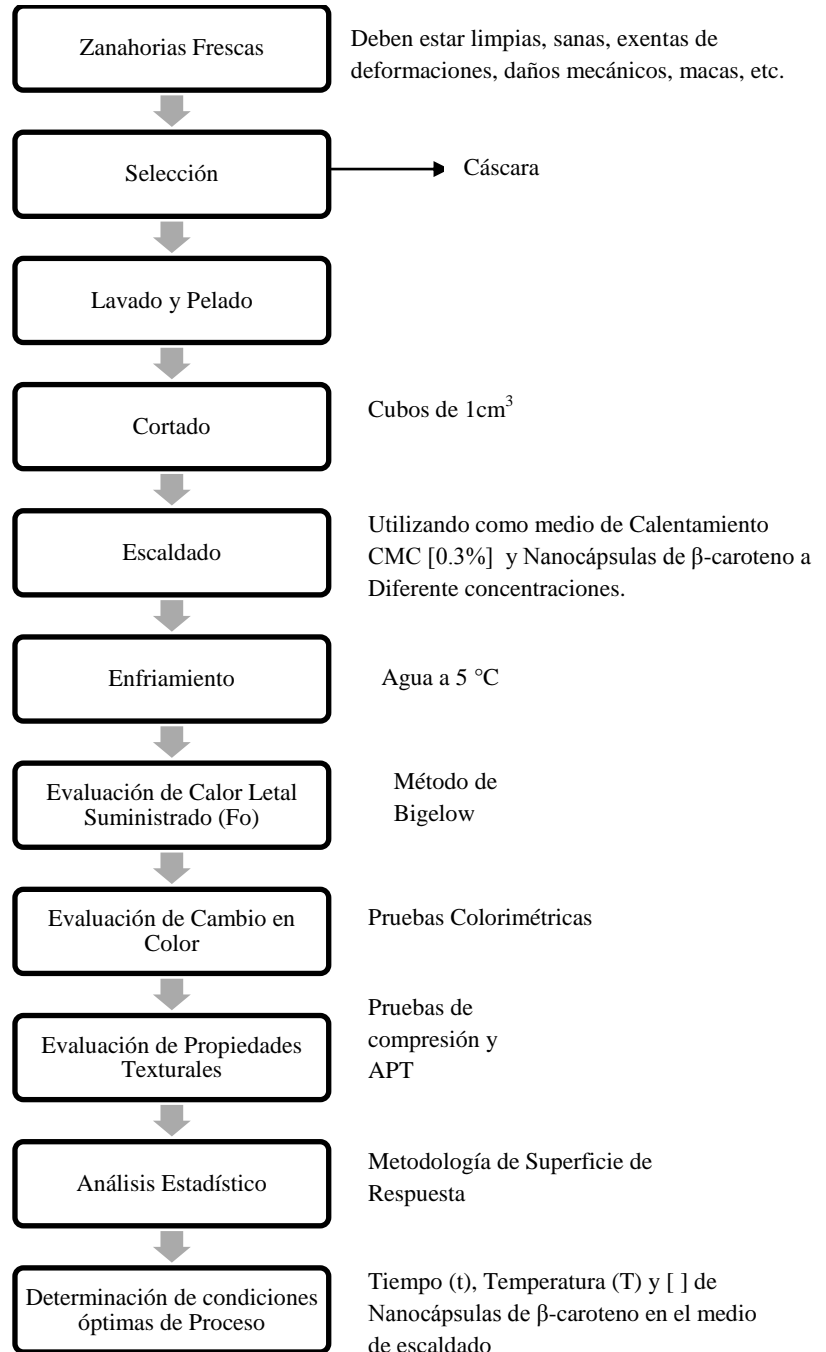 Zanahorias Frescas
Deben estar limpias, sanas, exentas de
deformaciones, daños mecánicos, macas, etc.
Selección
Cáscara
Lavado y Pelado
Cortado
Cubos de 1cm³
Escaldado
Utilizando como medio de Calentamiento
CMC [0.3%] y Nanocápsulas de β-caroteno a
Diferente concentraciones.
Enfriamiento
Agua a 5 °C
Evaluación de Calor Letal
Suministrado (Fo)
Método de
Bigelow
Evaluación de Cambio en
Color
Pruebas Colorimétricas
Evaluación de Propiedades
Texturales
Pruebas de
compresión y
APT
Análisis Estadístico
Metodología de Superficie de
Respuesta
Determinación de condiciones
óptimas de Proceso
Tiempo (t), Temperatura (T) y [ ] de
Nanocápsulas de β-caroteno en el medio
de escaldado